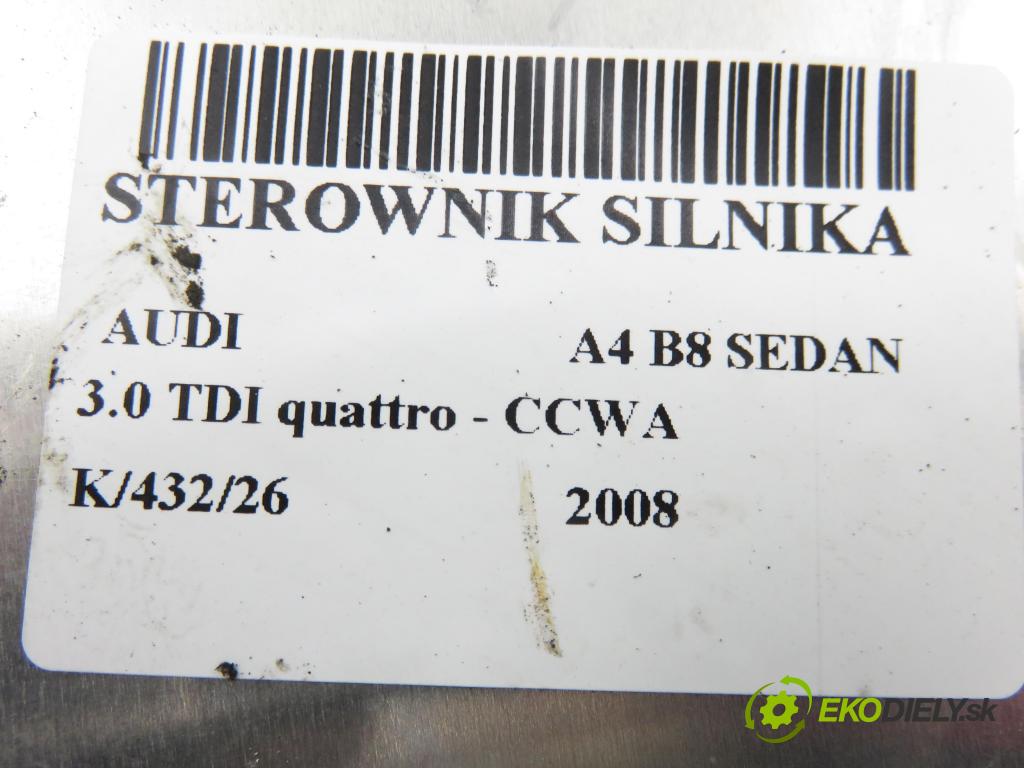 STEROWNIK SILNIKA
AUDI A4 B8 SEDAN
3.0 TDI quattro - CCWA
K/432/26 2008
EKODIELY.sk